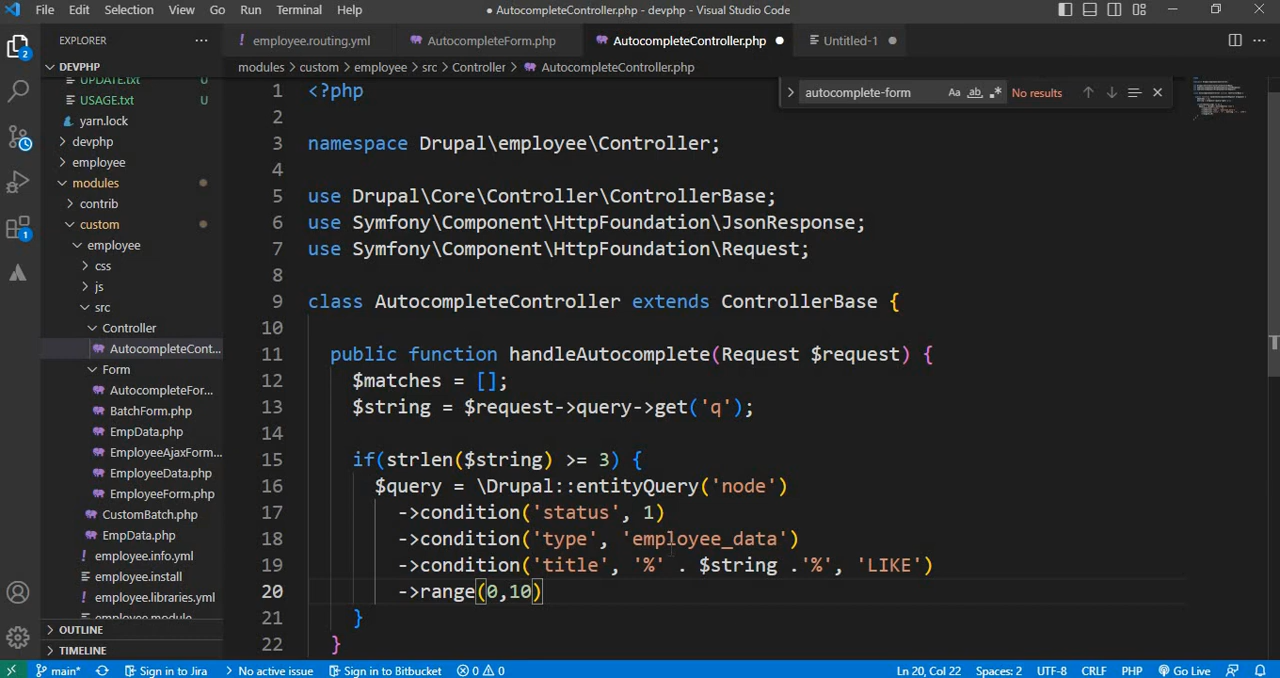 File Edit Selection View Go Run Terminal Help
● AutocompleteController.php - devphp - Visual Studio Code
EXPLORER
employee.routing.yml
AutocompleteForm.php
AutocompleteController.php
Untitled-1
DEVPHP
modules > custom > employee > src > Controller > AutocompleteController.php
UPDATE.txt U
USAGE.txt U
yarn.lock
devphp
employee
modules
contrib
custom
employee
css
js
src
Controller
AutocompleteCont...
Form
AutocompleteFor...
BatchForm.php
EmpData.php
EmployeeAjaxForm...
EmployeeData.php
EmployeeForm.php
CustomBatch.php
EmpData.php
employee.info.yml
employee.install
employee.libraries.yml
employee.module
OUTLINE
TIMELINE
2
1
autocomplete-form Aa ab .* No results
1 <?php
2
3 namespace Drupal\employee\Controller;
4
5 use Drupal\Core\Controller\ControllerBase;
6 use Symfony\Component\HttpFoundation\JsonResponse;
7 use Symfony\Component\HttpFoundation\Request;
8
9 class AutocompleteController extends ControllerBase {
10
11 public function handleAutocomplete(Request $request) {
12 $matches = [];
13 $string = $request->query->get('q');
14
15 if(strlen($string) >= 3) {
16 $query = \Drupal::entityQuery('node')
17 ->condition('status', 1)
18 ->condition('type', 'employee_data')
19 ->condition('title', '%' . $string .'%', 'LIKE')
20 ->range(0,10)
21 }
22 }
main* Sign in to Jira No active issue Sign in to Bitbucket 0 0 Ln 20, Col 22 Spaces: 2 UTF-8 CRLF PHP Go Live